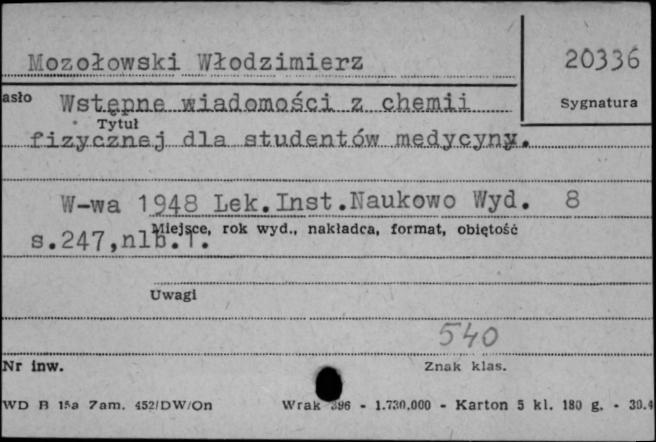 Mozołowski Włodzimierz
20336
asło
Wstępne wiadomości z chemii
Sygnatura
Tytuł
fizycznej dla studentów medycyny.
W-wa 1948 Lek.Inst.Naukowo Wyd. 8
Miejsce, rok wyd., nakładca, format, objętość
s.247,nlb.1.
Uwagi
540
Nr inw.
Znak klas.
WD B 15a Zam. 452/DW/On Wrak 396 - 1.730.000 - Karton 5 kl. 180 g. - 30.4